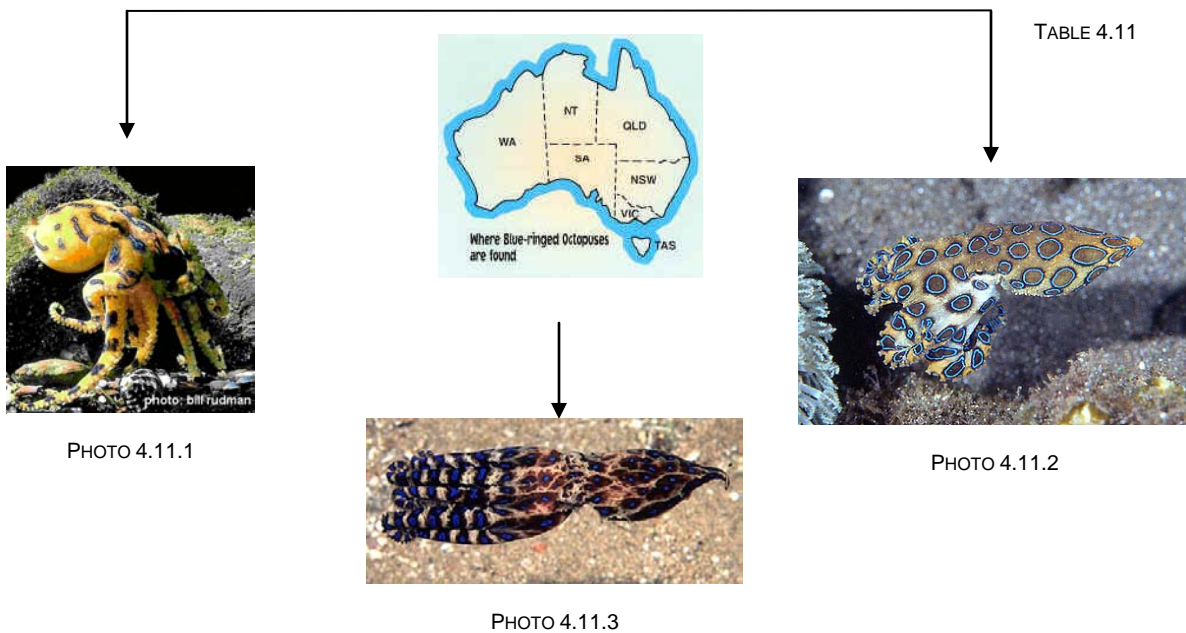 TABLE 4.11
NT
WA
QLD
SA
NSW
VIC
TAS
Where Blue-ringed Octopuses
are found
photo: bill rudman
PHOTO 4.11.1
PHOTO 4.11.2
PHOTO 4.11.3